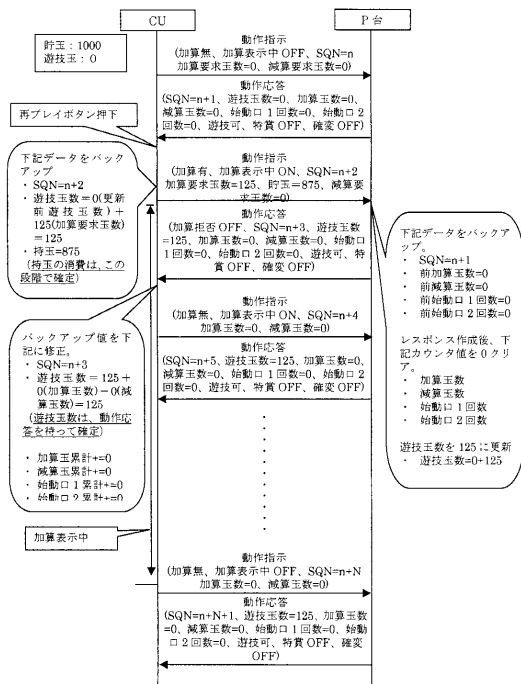 CU
P台
貯玉：1000
遊技玉：0
動作指示
(加算無、加算表示中 OFF、SQN=n
加算要求玉数=0、減算要求玉数=0)
動作応答
(SQN=n+1、遊技玉数=0、加算玉数=0、
減算玉数=0、始動口 1 回数=0、始動口 2
回数=0、遊技可、特賞 OFF、確変 OFF)
再プレイボタン押下
下記データをバック
アップ
・ SQN=n+2
・ 遊技玉数＝0(更新
前遊技玉数)＋
125(加算要求玉数)
＝125
・ 持玉=875
(持玉の消費は、この
段階で確定)
動作指示
(加算有、加算表示中 ON、SQN=n+2
加算要求玉数=125、貯玉=875、減算要
求玉数=0)
動作応答
(加算拒否 OFF、SQN=n+3、遊技玉数
=125、加算玉数=0、減算玉数=0、始動口
1 回数=0、始動口 2 回数=0、遊技可、特
賞 OFF、確変 OFF)
下記データをバックア
ップ。
・ SQN=n+1
・ 前加算玉数=0
・ 前減算玉数=0
・ 前始動口 1 回数=0
・ 前始動口 2 回数=0
レスポンス作成後、下
記カウンタ値を 0 クリ
ア。
・ 加算玉数
・ 減算玉数
・ 始動口 1 回数
・ 始動口 2 回数
遊技玉数を 125 に更新
・ 遊技玉数=0+125
バックアップ値を下
記に修正。
・ SQN=n+3
・ 遊技玉数＝125＋
0(加算玉数)－0(減
算玉数)＝125
(遊技玉数は、動作応
答を待って確定)
・ 加算玉累計+=0
・ 減算玉累計+=0
・ 始動口 1 累計+=0
・ 始動口 2 累計+=0
動作指示
(加算無、加算表示中 ON、SQN=n+4
加算玉数=0、減算玉数=0)
動作応答
(SQN=n+5、遊技玉数=125、加算玉数=0、
減算玉数=0、始動口 1 回数=0、始動口 2
回数=0、遊技可、特賞 OFF、確変 OFF)
加算表示中
動作指示
(加算無、加算表示中 OFF、SQN=n+N
加算玉数=0、減算玉数=0)
動作応答
(SQN=n+N+1、遊技玉数=125、加算玉数
=0、減算玉数=0、始動口 1 回数=0、始動
口 2 回数=0、遊技可、特賞 OFF、確変
OFF)